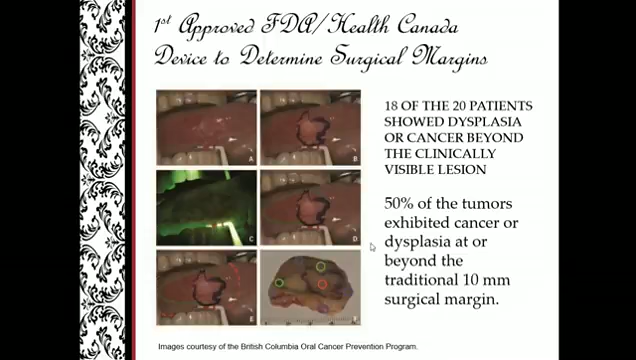 1st Approved FDA/Health Canada
Device to Determine Surgical Margins
18 OF THE 20 PATIENTS
SHOWED DYSPLASIA
OR CANCER BEYOND
THE CLINICALLY
VISIBLE LESION
A
B
50% of the tumors
exhibited cancer or
dysplasia at or
beyond the
traditional 10 mm
surgical margin.
C
D
E
F
Images courtesy of the British Columbia Oral Cancer Prevention Program.